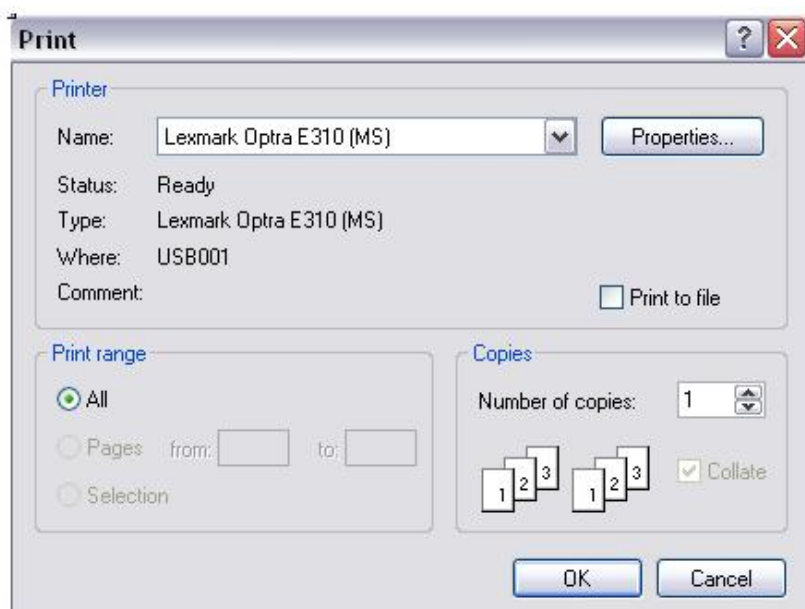 Print
Printer
Name: Lexmark Optra E310 (MS) Properties...
Status: Ready
Type: Lexmark Optra E310 (MS)
Where: USB001
Comment:
Print to file
Print range
All
Pages from: to:
Selection
Copies
Number of copies: 1
1 2 3 1 2 3
Collate
OK Cancel